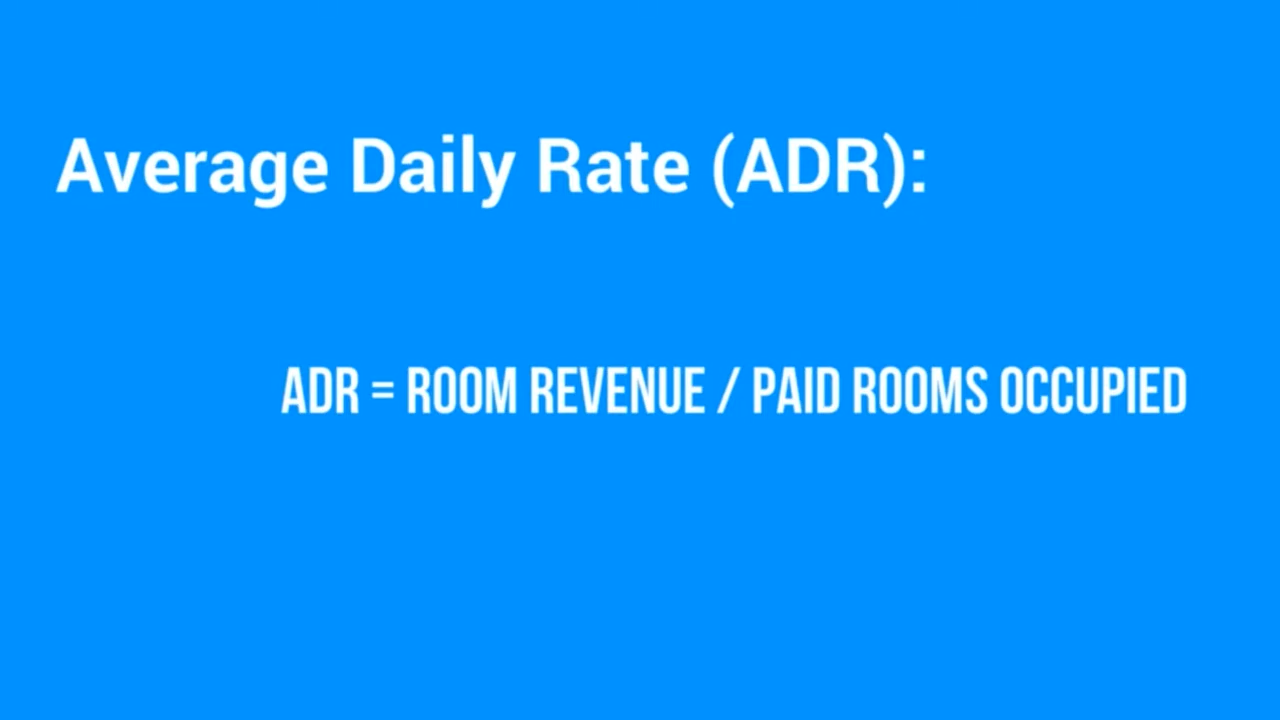 Average Daily Rate (ADR):
ADR = ROOM REVENUE / PAID ROOMS OCCUPIED